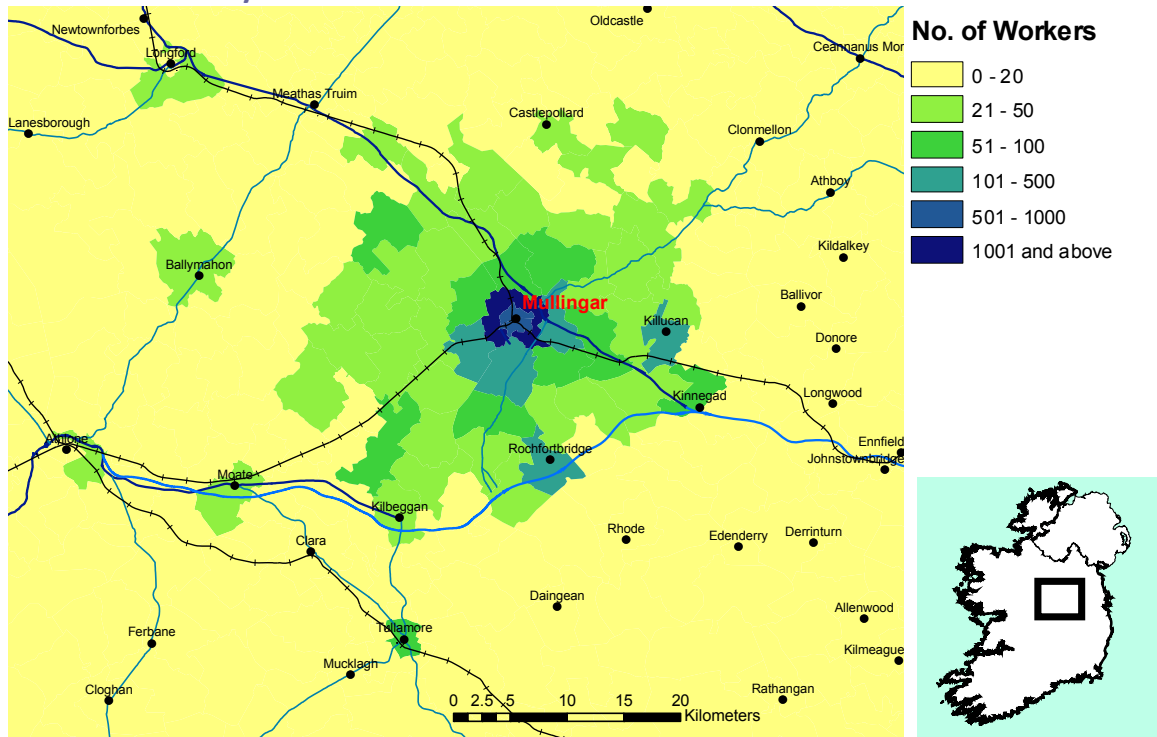 Newtownforbes
Oldcastle
Longford
Ceannanus Mor
Meathas Truim
Lanesborough
Castlepollard
Clonmellon
Athboy
Kildalkey
Ballymahon
Ballivor
Mullingar
Killucan
Donore
Kinnegad
Longwood
Athlone
Rochfortbridge
Ennfield
Johnstownbridge
Moate
Kilbeggan
Rhode
Edenderry
Derrinturn
Clara
Daingean
Allenwood
Ferbane
Tullamore
Kilmeague
Mucklagh
Cloghan
Rathangan
0 2.5 5 10 15 20
Kilometers
No. of Workers
0 - 20
21 - 50
51 - 100
101 - 500
501 - 1000
1001 and above